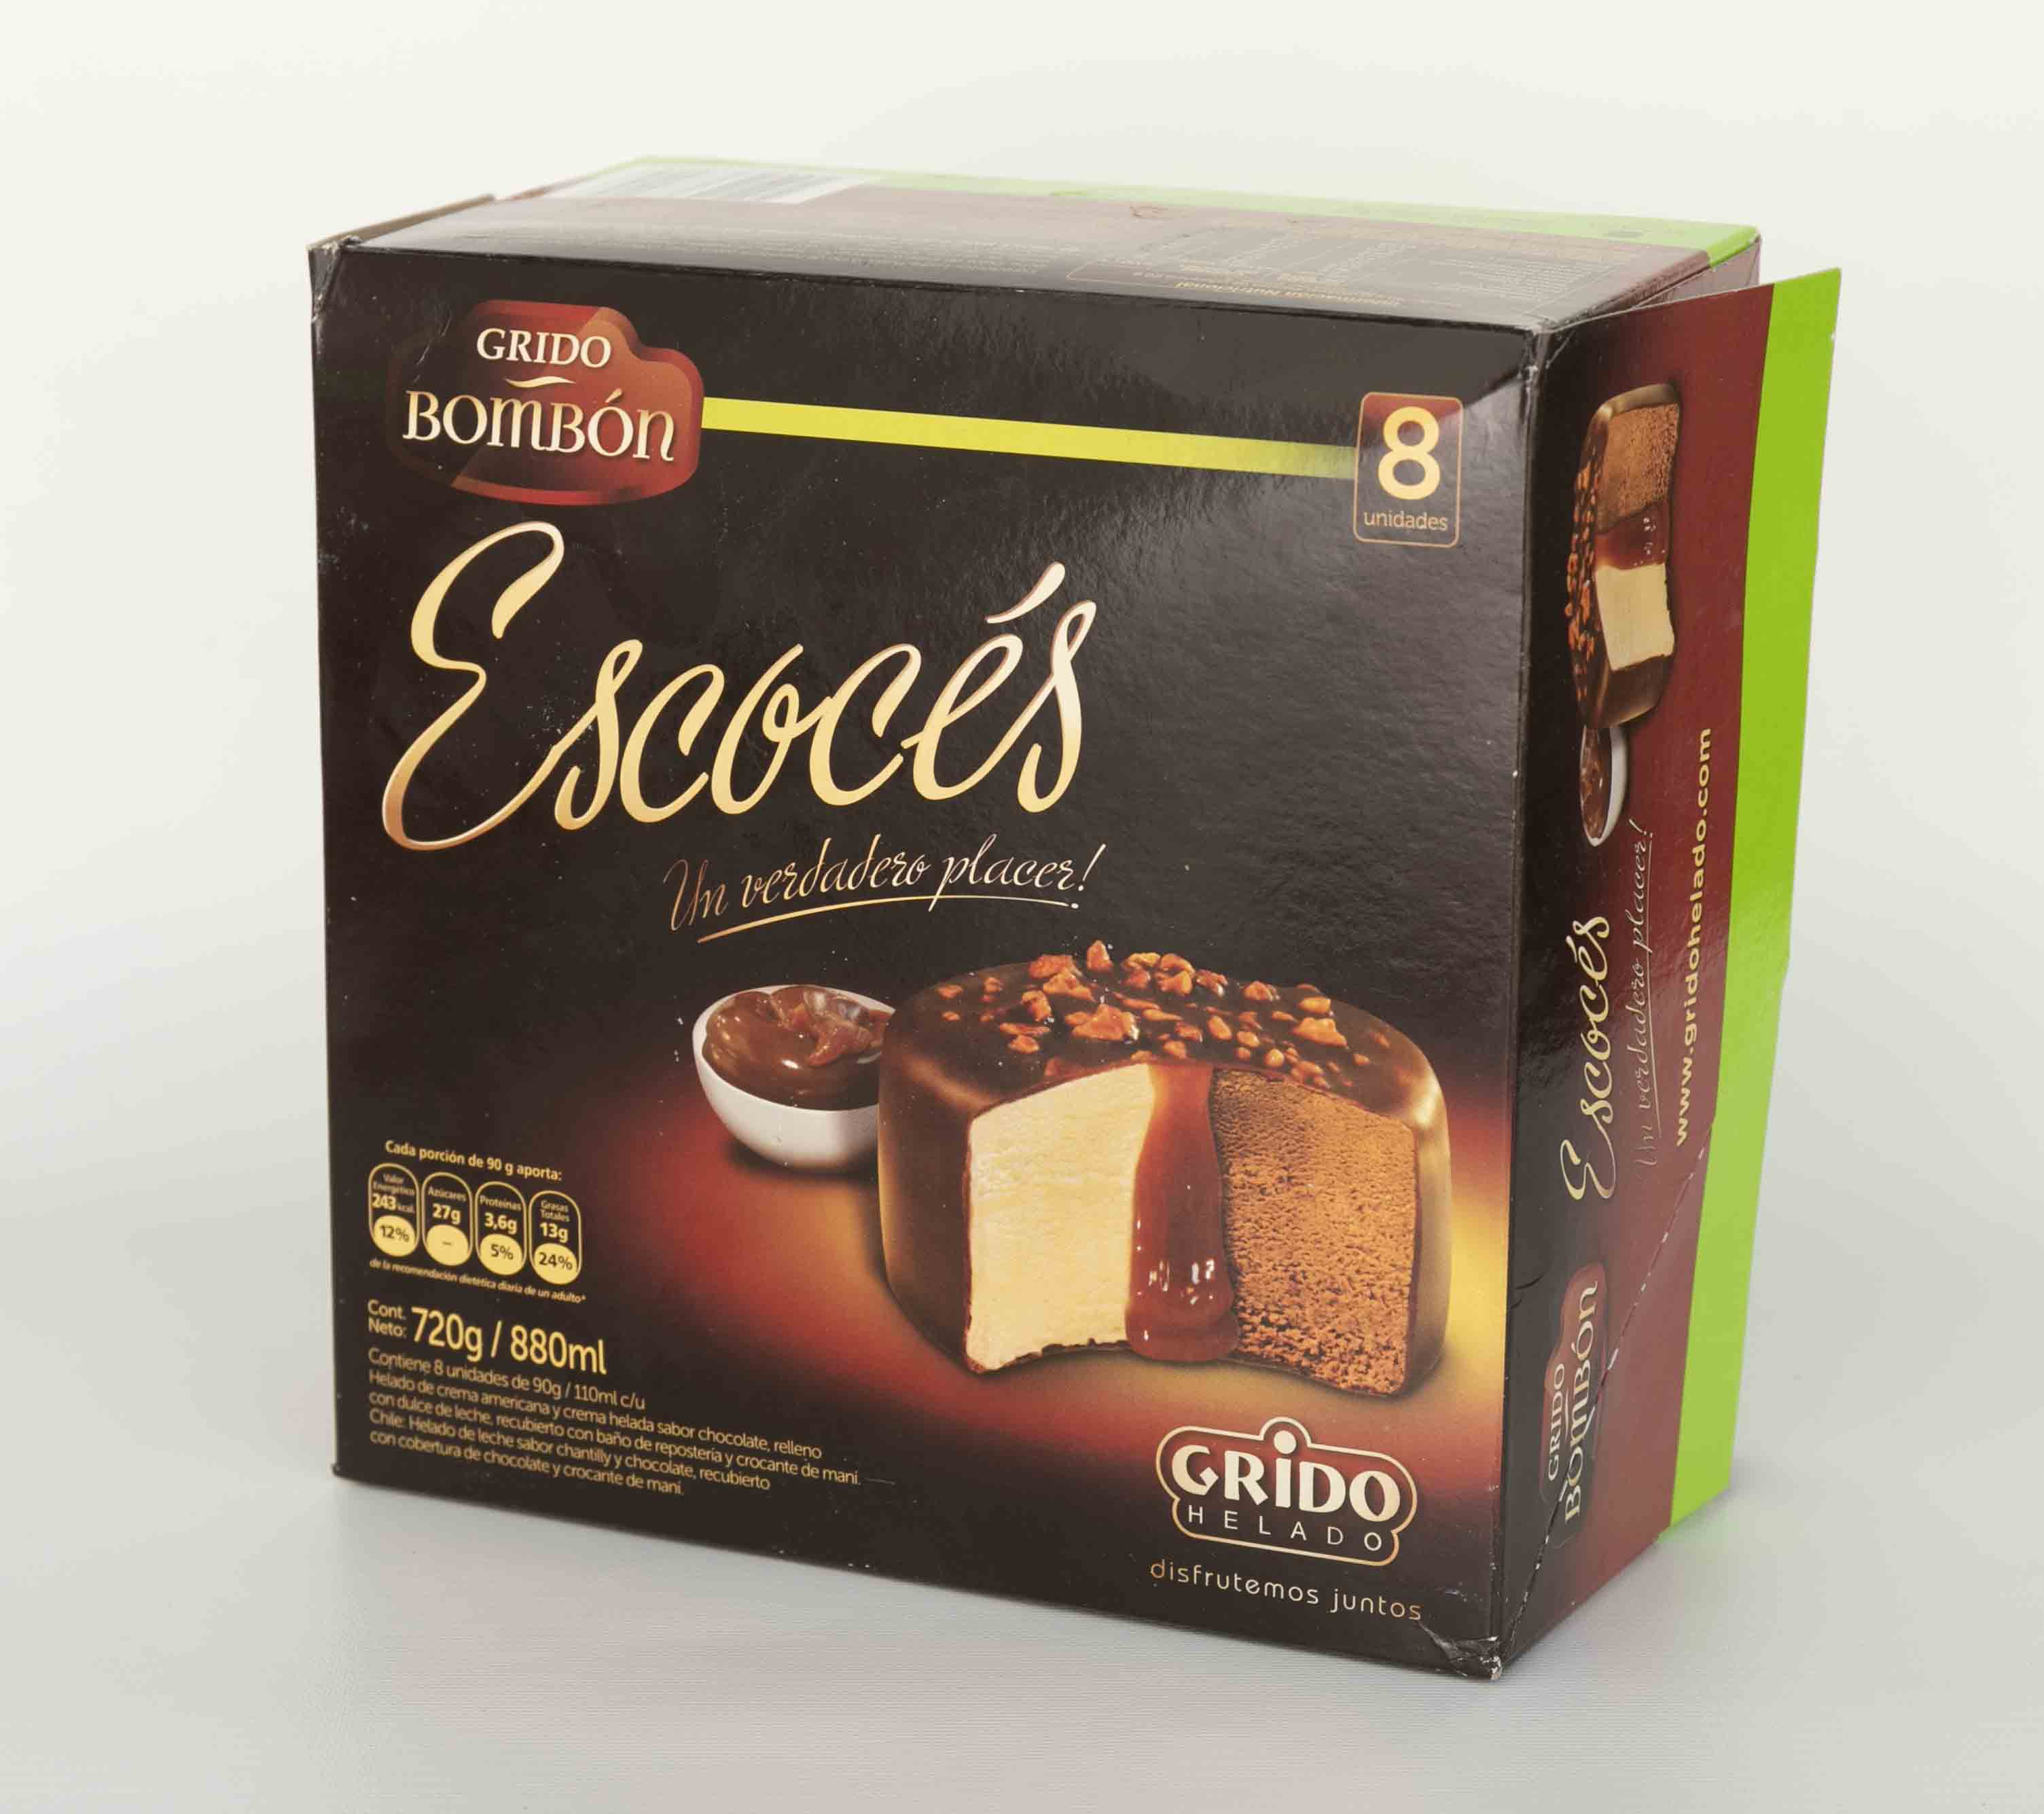 GRIDO
BOMBÓN
8
unidades
Escocés
Un verdadero placer!
Cada porción de 90 g aporta:
Valor Energético 243 kcal 12%
Azúcares 27g –
Proteínas 3,6g 5%
Grasas Totales 13g 24%
de la recomendación dietética diaria de un adulto*
Cont. Neto: 720g / 880ml
Contiene 8 unidades de 90g / 110ml c/u
Helado de crema americana y crema helada sabor chocolate, relleno
con dulce de leche, recubierto con baño de repostería y crocante de maní.
Chile: Helado de leche sabor chantilly y chocolate, recubierto
con cobertura de chocolate y crocante de maní.
GRIDO
HELADO
disfrutemos juntos
GRIDO
BOMBÓN
Escocés
Un verdadero placer!
www.gridohelado.com